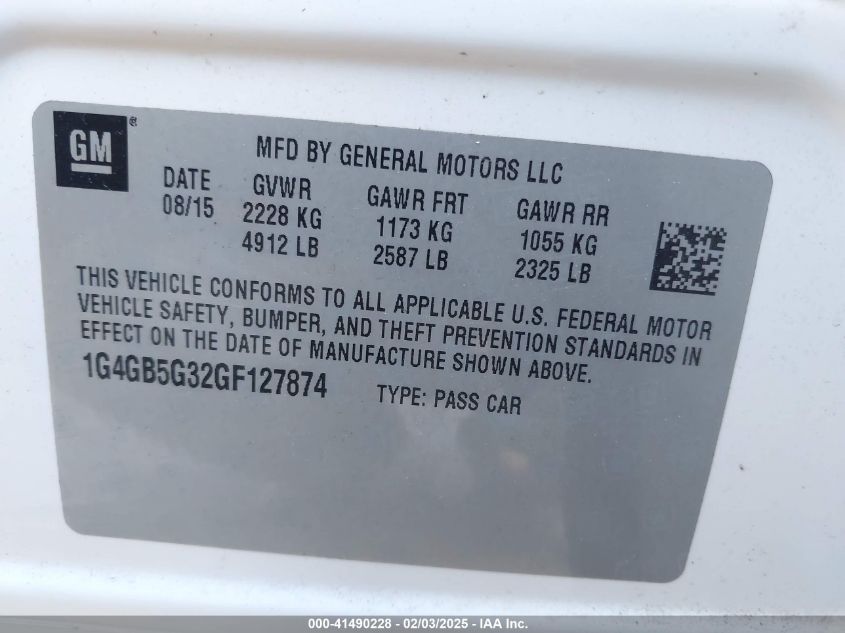 GM ®
MFD BY GENERAL MOTORS LLC
DATE GVWR GAWR FRT GAWR RR
08/15 2228 KG 1173 KG 1055 KG
4912 LB 2587 LB 2325 LB
THIS VEHICLE CONFORMS TO ALL APPLICABLE U.S. FEDERAL MOTOR
VEHICLE SAFETY, BUMPER, AND THEFT PREVENTION STANDARDS IN
EFFECT ON THE DATE OF MANUFACTURE SHOWN ABOVE.
1G4GB5G32GF127874 TYPE: PASS CAR
000-41490228 - 02/03/2025 - IAA Inc.